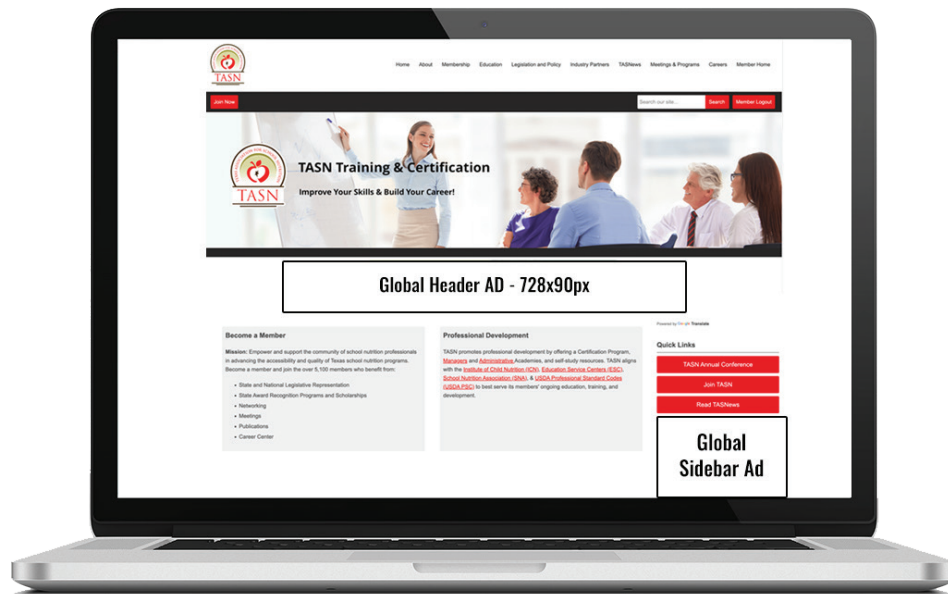 TASN
Home About Membership Education Legislation and Policy Industry Partners TASNews Meetings & Programs Careers Member Home
Join Now
Search our site...
Search
Member Logout
TASN
TASN Training & Certification
Improve Your Skills & Build Your Career!
Global Header AD - 728x90px
Become a Member
Mission: Empower and support the community of school nutrition professionals
in advancing the accessibility and quality of Texas school nutrition programs.
Become a member and join the over 5,100 members who benefit from:
• State and National Legislative Representation
• State Award Recognition Programs and Scholarships
• Networking
• Meetings
• Publications
• Career Center
Professional Development
TASN promotes professional development by offering a Certification Program,
Managers and Administrative Academies, and self-study resources. TASN aligns
with the Institute of Child Nutrition (ICN), Education Service Centers (ESC),
School Nutrition Association (SNA), & USDA Professional Standard Codes
(USDA PSC) to best serve its members' ongoing education, training, and
development.
Powered by Translate
Quick Links
TASN Annual Conference
Join TASN
Read TASNews
Global
Sidebar Ad